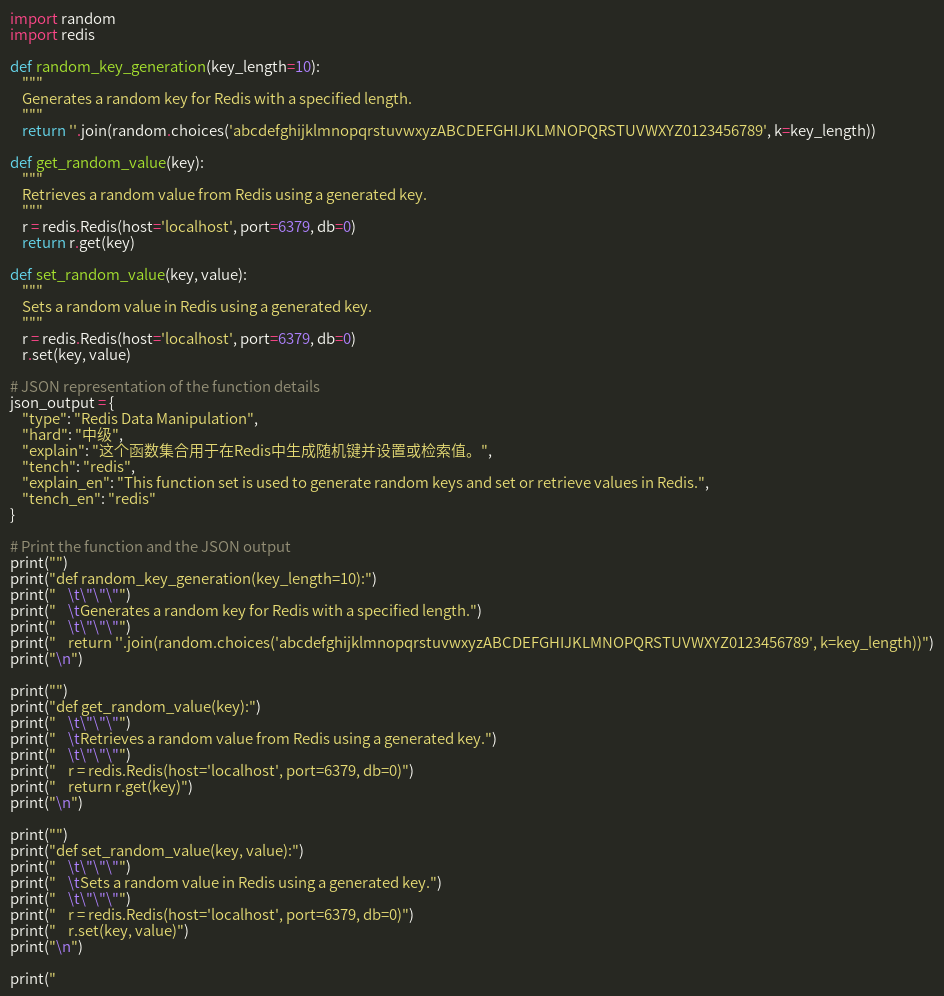 import random
import redis

def random_key_generation(key_length=10):
    """
    Generates a random key for Redis with a specified length.
    """
    return ''.join(random.choices('abcdefghijklmnopqrstuvwxyzABCDEFGHIJKLMNOPQRSTUVWXYZ0123456789', k=key_length))

def get_random_value(key):
    """
    Retrieves a random value from Redis using a generated key.
    """
    r = redis.Redis(host='localhost', port=6379, db=0)
    return r.get(key)

def set_random_value(key, value):
    """
    Sets a random value in Redis using a generated key.
    """
    r = redis.Redis(host='localhost', port=6379, db=0)
    r.set(key, value)

# JSON representation of the function details
json_output = {
    "type": "Redis Data Manipulation",
    "hard": "中级",
    "explain": "这个函数集合用于在Redis中生成随机键并设置或检索值。",
    "tench": "redis",
    "explain_en": "This function set is used to generate random keys and set or retrieve values in Redis.",
    "tench_en": "redis"
}

# Print the function and the JSON output
print("")
print("def random_key_generation(key_length=10):")
print("    \t\"\"\"")
print("    \tGenerates a random key for Redis with a specified length.")
print("    \t\"\"\"")
print("    return ''.join(random.choices('abcdefghijklmnopqrstuvwxyzABCDEFGHIJKLMNOPQRSTUVWXYZ0123456789', k=key_length))")
print("\n")

print("")
print("def get_random_value(key):")
print("    \t\"\"\"")
print("    \tRetrieves a random value from Redis using a generated key.")
print("    \t\"\"\"")
print("    r = redis.Redis(host='localhost', port=6379, db=0)")
print("    return r.get(key)")
print("\n")

print("")
print("def set_random_value(key, value):")
print("    \t\"\"\"")
print("    \tSets a random value in Redis using a generated key.")
print("    \t\"\"\"")
print("    r = redis.Redis(host='localhost', port=6379, db=0)")
print("    r.set(key, value)")
print("\n")

print("